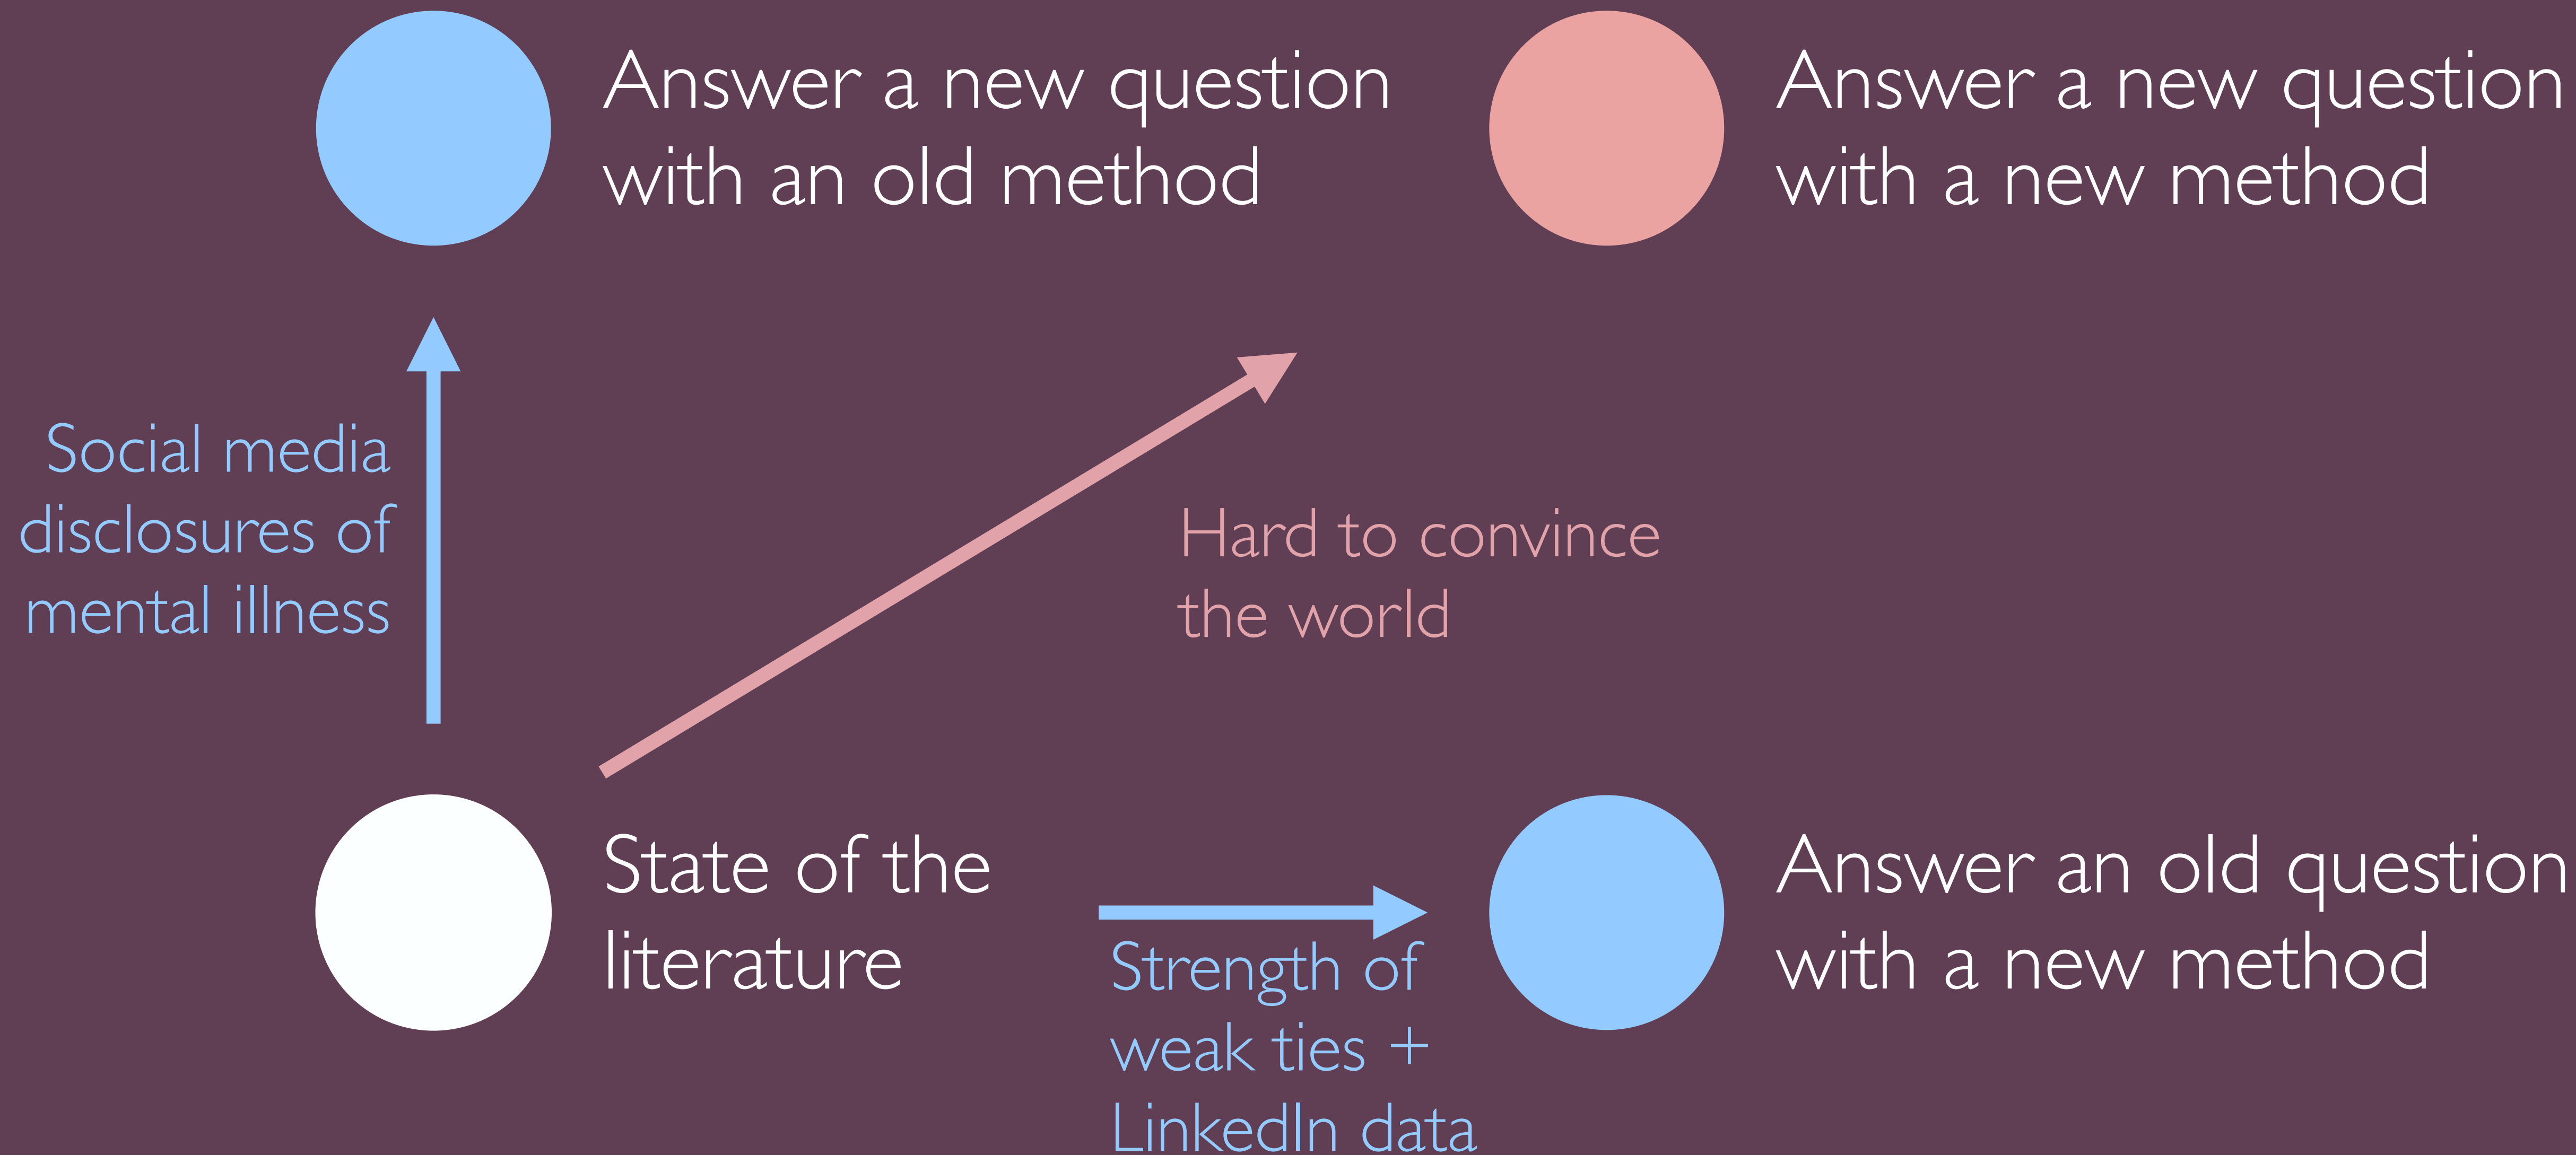 Answer a new question
with an old method
Answer a new question
with a new method
Social media
disclosures of
mental illness
Hard to convince
the world
State of the
literature
Strength of
weak ties +
LinkedIn data
Answer an old question
with a new method